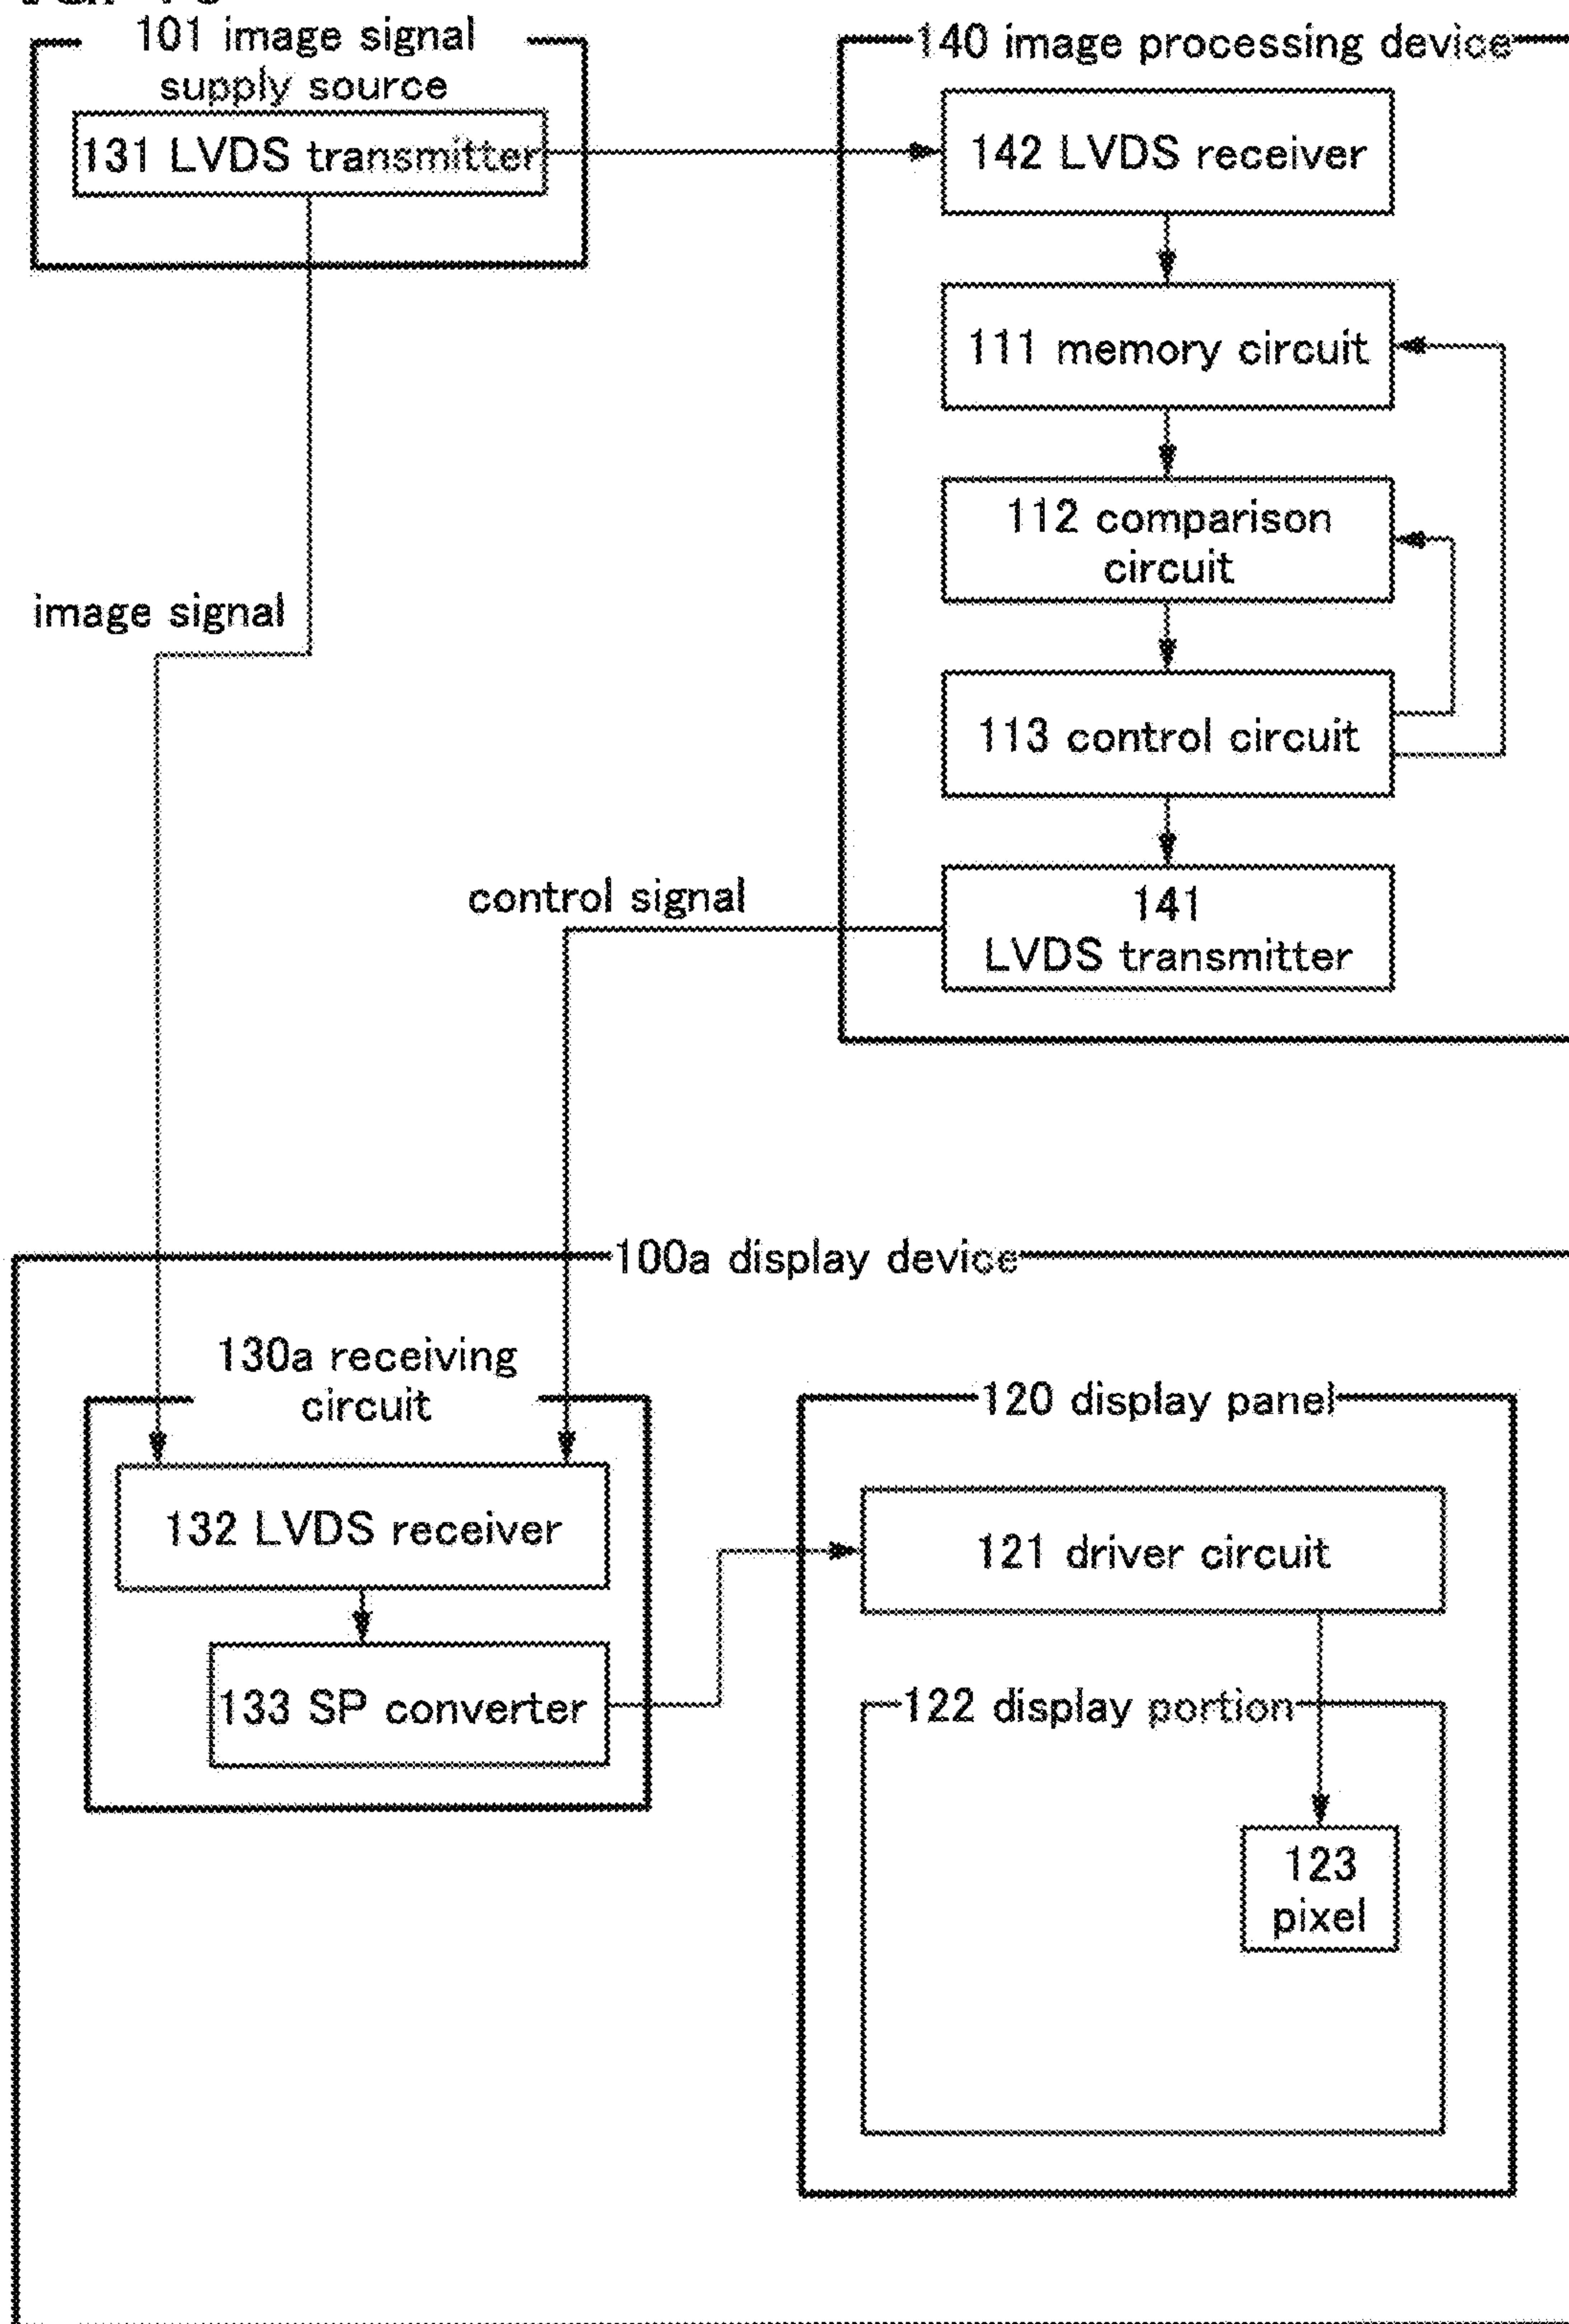 101 image signal
supply source
131 LVDS transmitter
140 image processing device
142 LVDS receiver
111 memory circuit
112 comparison
circuit
113 control circuit
141
LVDS transmitter
image signal
control signal
100a display device
130a receiving
circuit
132 LVDS receiver
133 SP converter
120 display panel
121 driver circuit
122 display portion
123
pixel